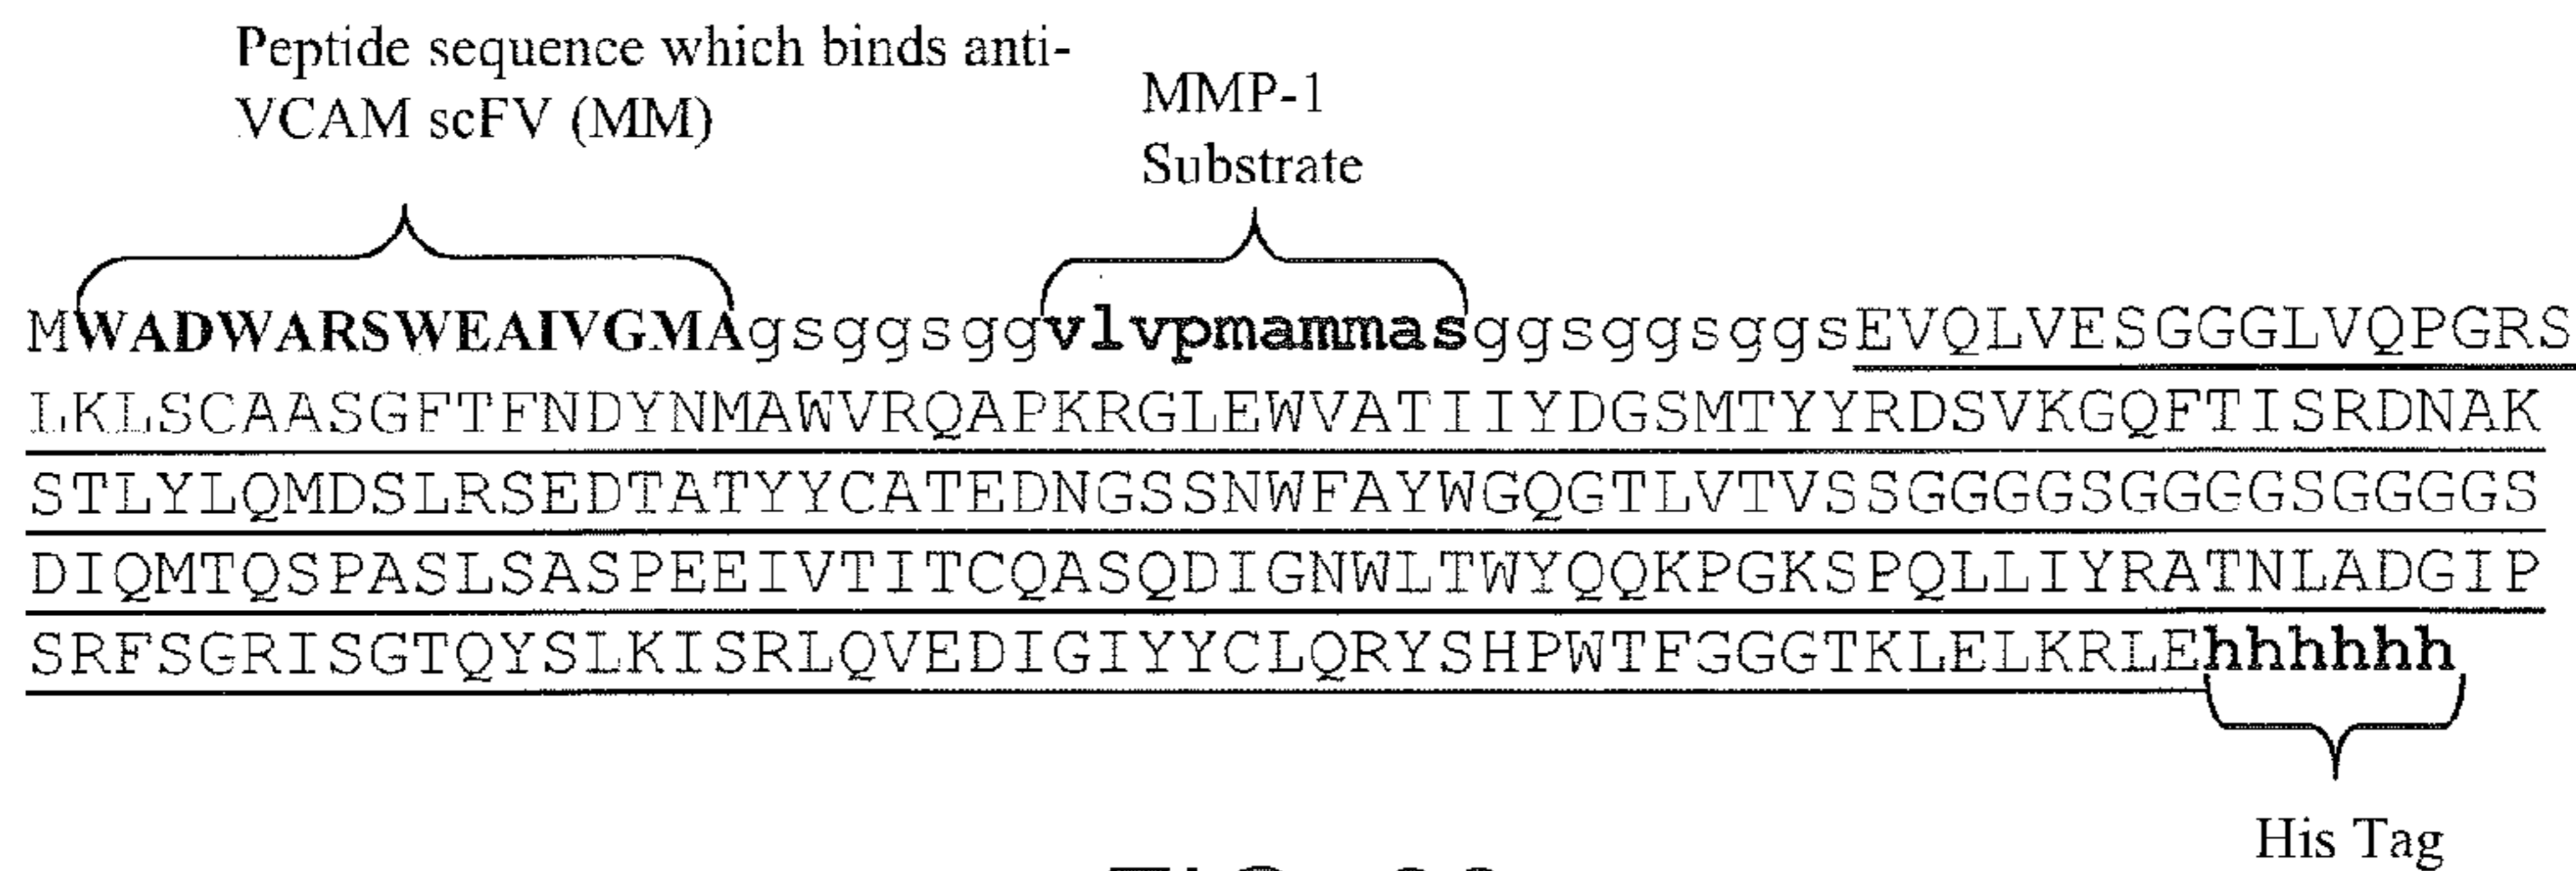 Peptide sequence which binds anti-
VCAM scFV (MM)
MMP-1
Substrate
MWADWARSWEAIVGMAgsggsggvlvpmammasggsggsggsEVQLVESGGGLVQPGRS
LKLSCAASGFTFNDYNMAWVRQAPKRGLEWVATIIYDGSMTYYRDSVKGQFTISRDNAK
STLYLQMDSLRSEDTATYYCATEDNGSSNWFAYWGQGTLVTVSSGGGGSGGGGSGGGGS
DIQMTQSPASLSASPEEIVTITCQASQDIGNWLTWYQQKPGKSPQLLIYRATNLADGIP
SRFSGRISGTQYSLKISRLQVEDIGIYYCLQRYSHPWTFGGGTKLELKRLEhhhhhh
His Tag